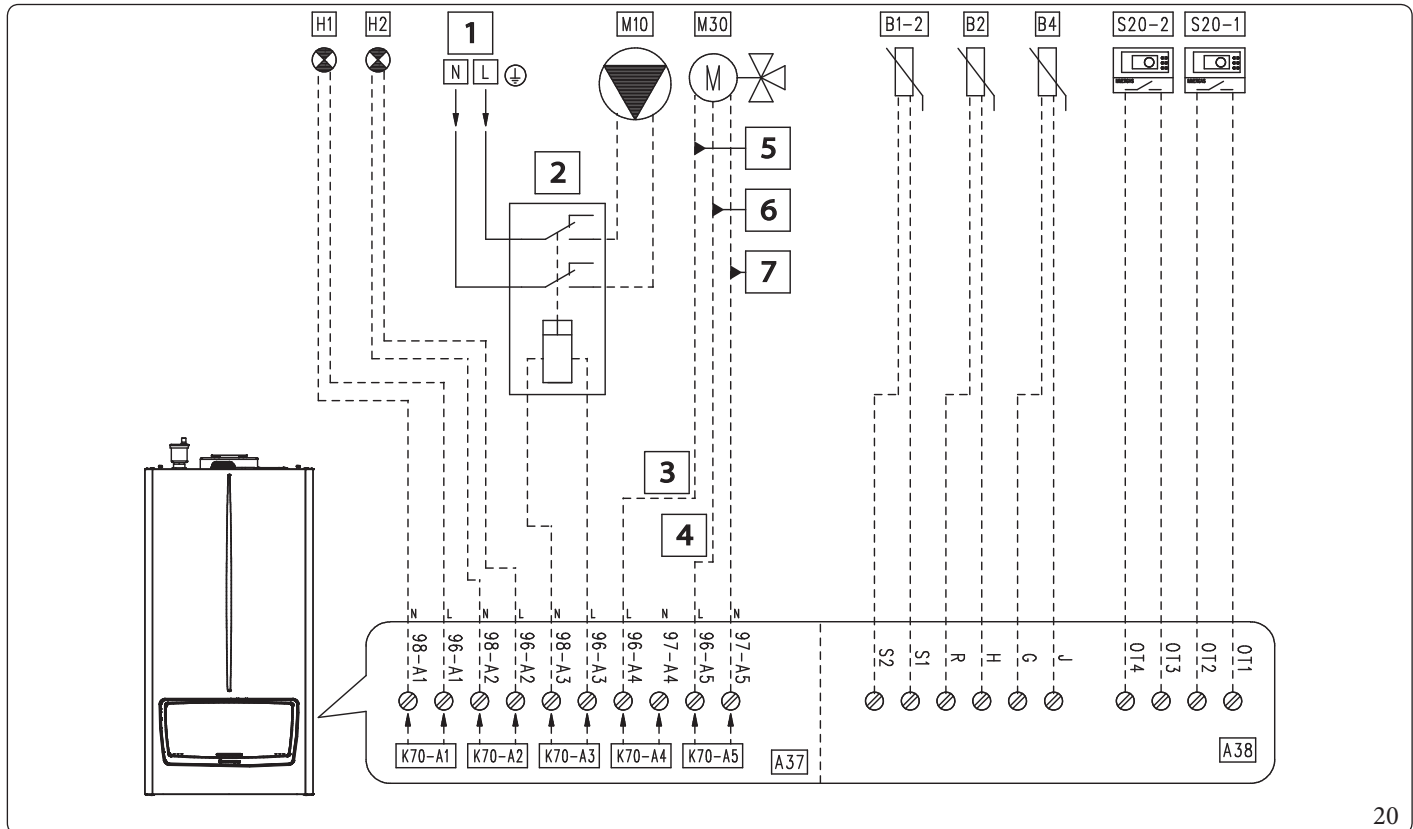 H1 H2 1 M10 M30 B1-2 B2 B4 S20-2 S20-1
N L
M
5
2
6
7
3
4
N L N L N L L N L N
98-A1 96-A1 98-A2 96-A2 98-A3 96-A3 96-A4 97-A4 96-A5 97-A5 S2 S1 R H G J OT4 OT3 OT2 OT1
K70-A1 K70-A2 K70-A3 K70-A4 K70-A5 A37 A38
20